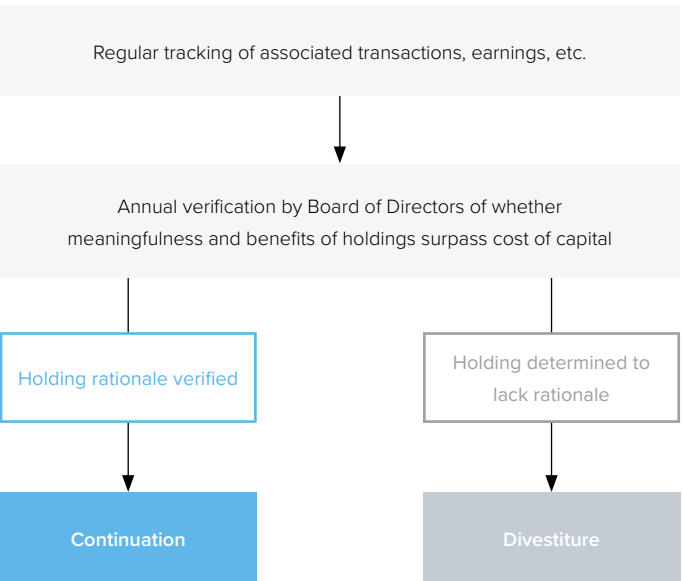 Regular tracking of associated transactions, earnings, etc.
Annual verification by Board of Directors of whether
meaningfulness and benefits of holdings surpass cost of capital
Holding rationale verified
Holding determined to
lack rationale
Continuation
Divestiture